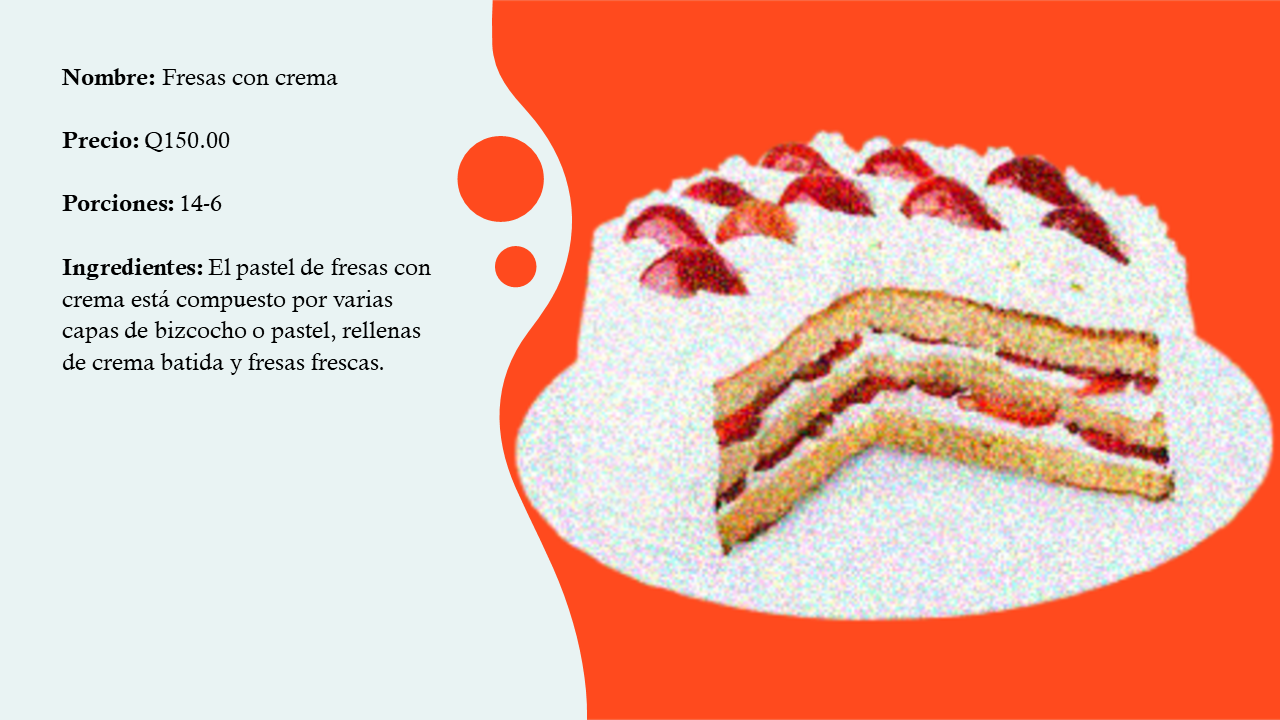 Nombre: Fresas con crema
Precio: Q150.00
Porciones: 14-6
Ingredientes: El pastel de fresas con
crema está compuesto por varias
capas de bizcocho o pastel, rellenas
de crema batida y fresas frescas.